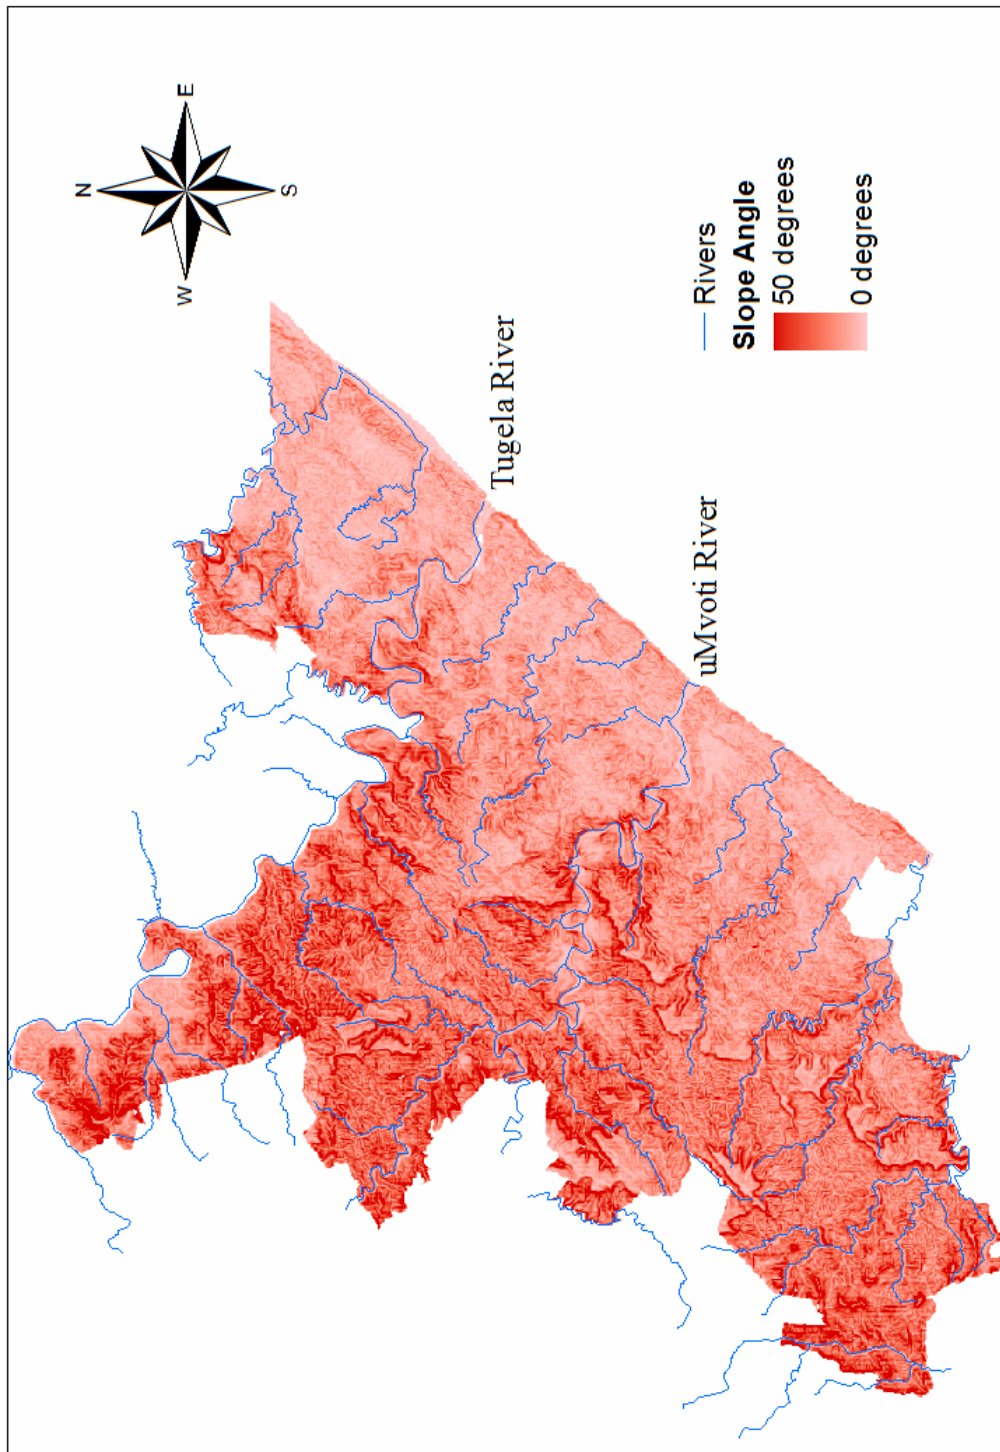 N
E
W
S
Rivers
Slope Angle
50 degrees
0 degrees
Tugela River
uMvoti River